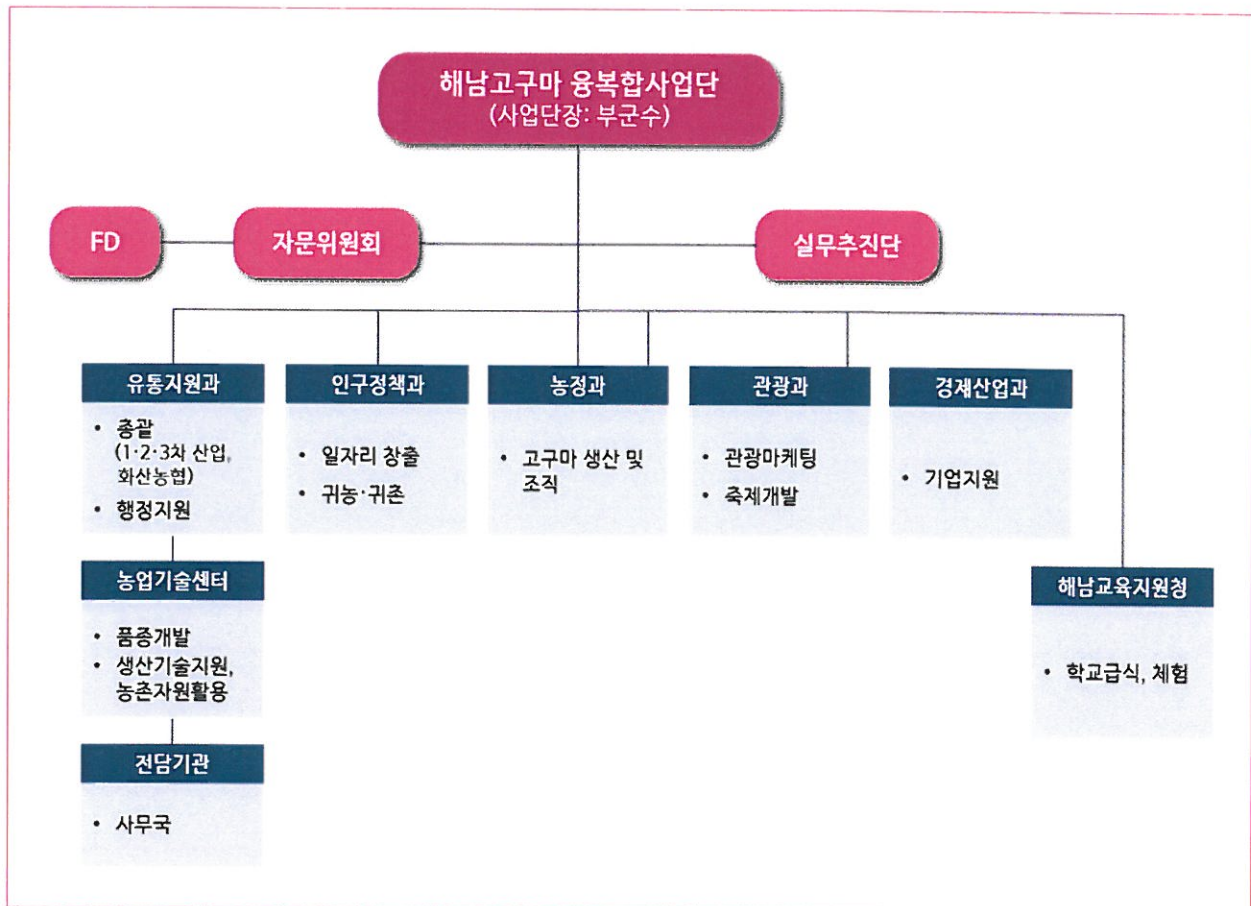 해남고구마 융복합사업단
(사업단장: 부군수)
FD
자문위원회
실무추진단
유통지원과
• 총괄
(1·2·3차 산업,
화산농협)
• 행정지원
인구정책과
• 일자리 창출
• 귀농·귀촌
농정과
• 고구마 생산 및
조직
관광과
• 관광마케팅
• 축제개발
경제산업과
• 기업지원
농업기술센터
• 품종개발
• 생산기술지원,
농촌자원활용
해남교육지원청
• 학교급식, 체험
전담기관
• 사무국